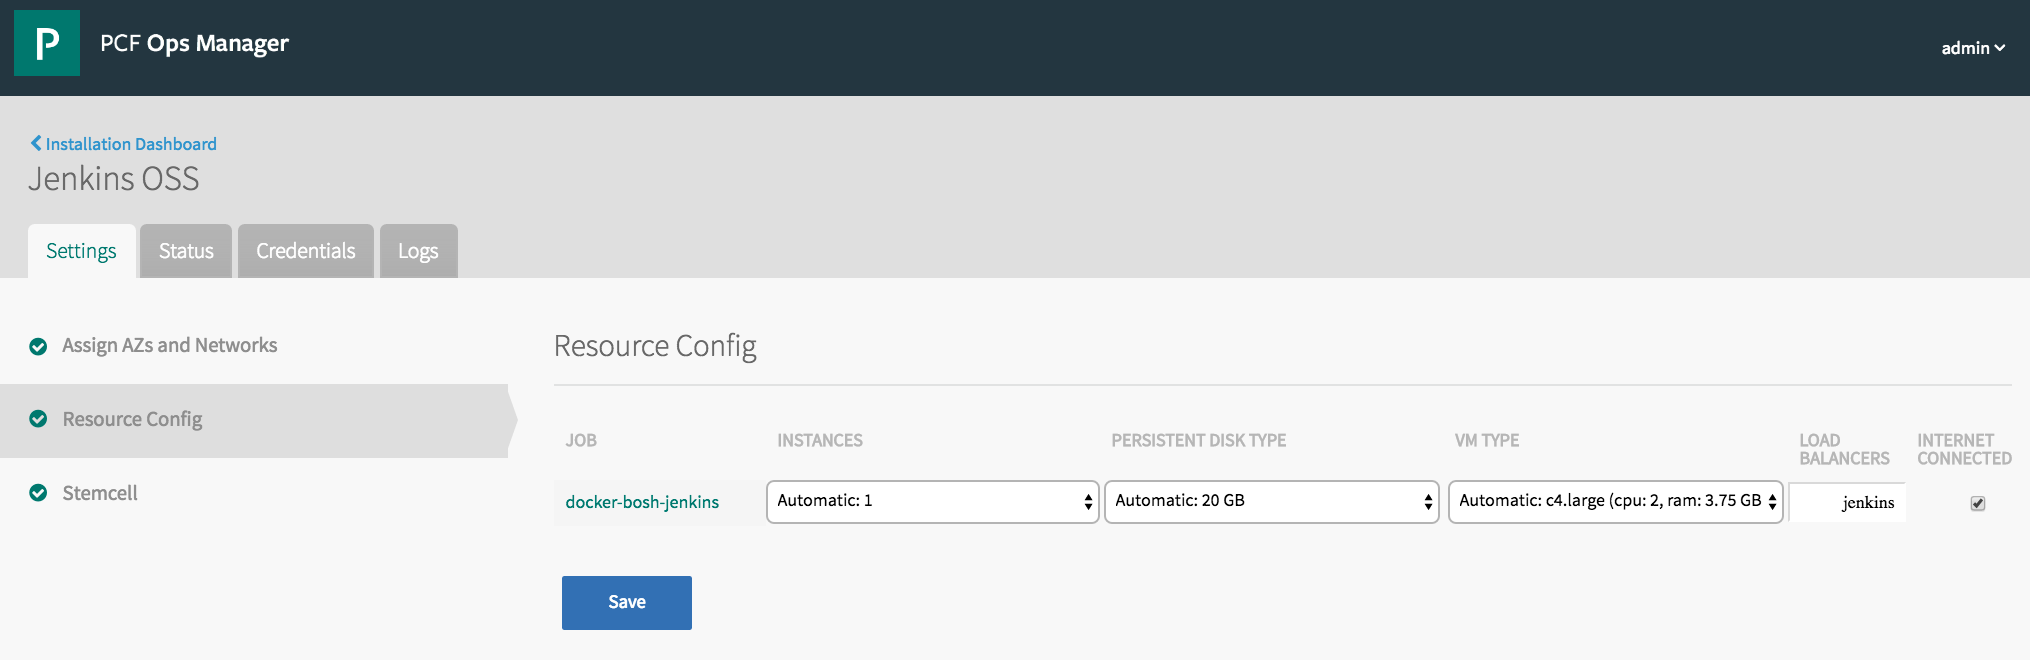 P
PCF Ops Manager
admin
Installation Dashboard
Jenkins OSS
Settings
Status
Credentials
Logs
Assign AZs and Networks
Resource Config
Stemcell
Resource Config
JOB
INSTANCES
PERSISTENT DISK TYPE
VM TYPE
LOAD
BALANCERS
INTERNET
CONNECTED
docker-bosh-jenkins
Automatic: 1
Automatic: 20 GB
Automatic: c4.large (cpu: 2, ram: 3.75 GB
jenkins
Save